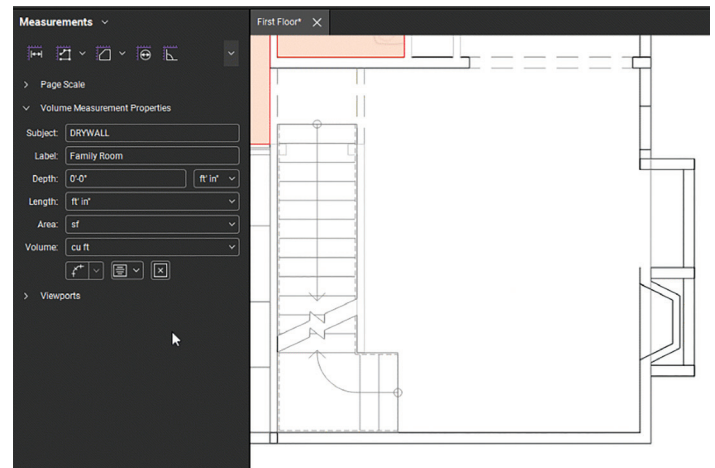 Measurements
First Floor*
Page Scale
Volume Measurement Properties
Subject: DRYWALL
Label: Family Room
Depth: 0'-0" ft' in"
Length: ft' in"
Area: sf
Volume: cu ft
Viewports